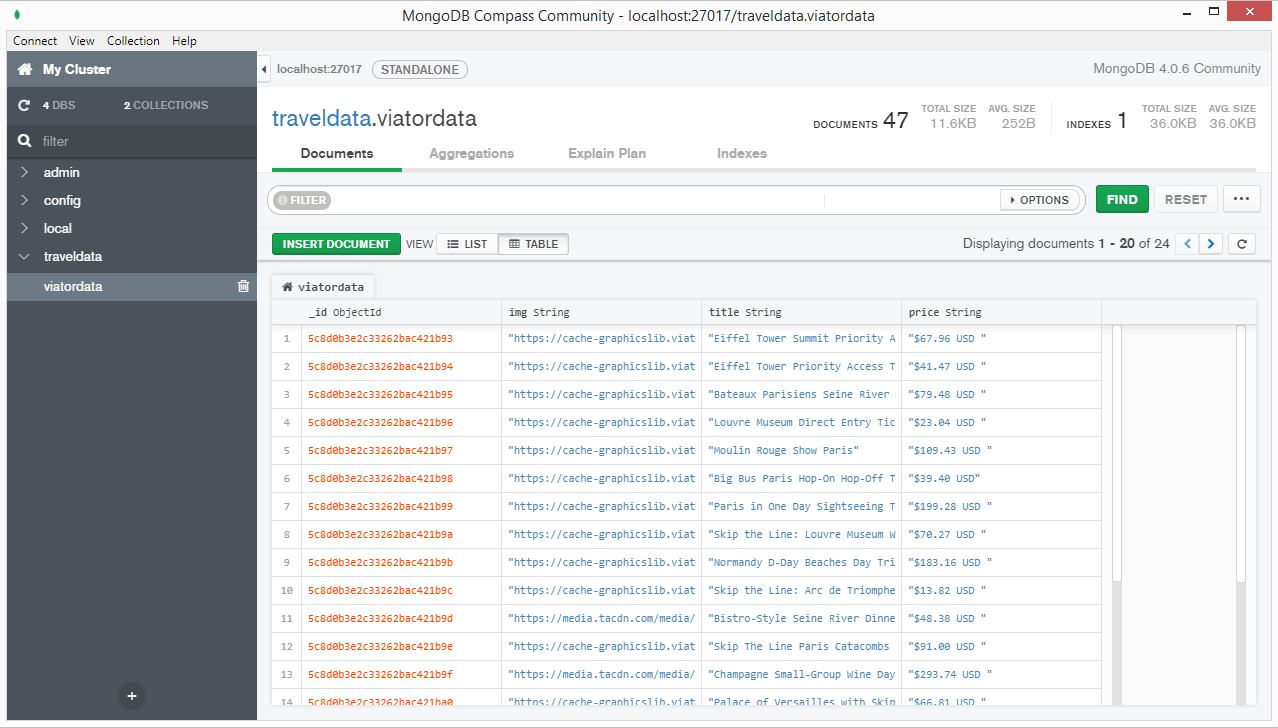 MongoDB Compass Community - localhost:27017/traveldata.viatordata
Connect View Collection Help
My Cluster
4 DBS 2 COLLECTIONS
filter
admin
config
local
traveldata
viatordata
localhost:27017 STANDALONE MongoDB 4.0.6 Community
traveldata.viatordata
DOCUMENTS 47 TOTAL SIZE 11.6KB AVG. SIZE 252B INDEXES 1 TOTAL SIZE 36.0KB AVG. SIZE 36.0KB
Documents Aggregations Explain Plan Indexes
FILTER OPTIONS FIND RESET ...
INSERT DOCUMENT VIEW LIST TABLE Displaying documents 1 - 20 of 24
viatordata
_id ObjectId img String title String price String
1 5c8d0b3e2c33262bac421b93 "https://cache-graphicslib.viat "Eiffel Tower Summit Priority A "$67.96 USD "
2 5c8d0b3e2c33262bac421b94 "https://cache-graphicslib.viat "Eiffel Tower Priority Access T "$41.47 USD "
3 5c8d0b3e2c33262bac421b95 "https://cache-graphicslib.viat "Bateaux Parisiens Seine River "$79.48 USD "
4 5c8d0b3e2c33262bac421b96 "https://cache-graphicslib.viat "Louvre Museum Direct Entry Tic "$23.04 USD "
5 5c8d0b3e2c33262bac421b97 "https://cache-graphicslib.viat "Moulin Rouge Show Paris" "$109.43 USD "
6 5c8d0b3e2c33262bac421b98 "https://cache-graphicslib.viat "Big Bus Paris Hop-On Hop-Off T "$39.40 USD"
7 5c8d0b3e2c33262bac421b99 "https://cache-graphicslib.viat "Paris in One Day Sightseeing T "$199.28 USD "
8 5c8d0b3e2c33262bac421b9a "https://cache-graphicslib.viat "Skip the Line: Louvre Museum W "$70.27 USD "
9 5c8d0b3e2c33262bac421b9b "https://cache-graphicslib.viat "Normandy D-Day Beaches Day Tri "$183.16 USD "
10 5c8d0b3e2c33262bac421b9c "https://cache-graphicslib.viat "Skip the Line: Arc de Triomphe "$13.82 USD "
11 5c8d0b3e2c33262bac421b9d "https://media.tacdn.com/media/ "Bistro-Style Seine River Dinne "$48.38 USD "
12 5c8d0b3e2c33262bac421b9e "https://cache-graphicslib.viat "Skip The Line Paris Catacombs "$91.00 USD "
13 5c8d0b3e2c33262bac421b9f "https://media.tacdn.com/media/ "Champagne Small-Group Wine Day "$293.74 USD "
14 5c8d0b3e2c33262bac421ba0 "https://cache-graphicslib.viat "Palace of Versailles with Skip "$66.81 USD "